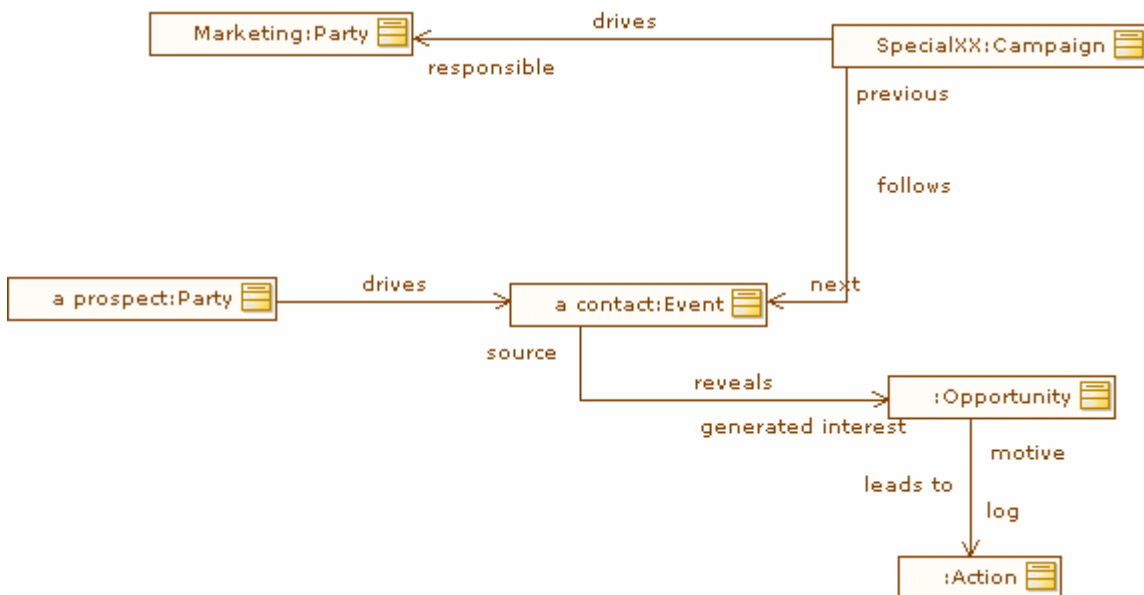 drives
Marketing:Party
SpecialXX:Campaign
responsible
previous
follows
a prospect:Party
drives
a contact:Event
next
source
reveals
:Opportunity
generated interest
motive
leads to
log
:Action